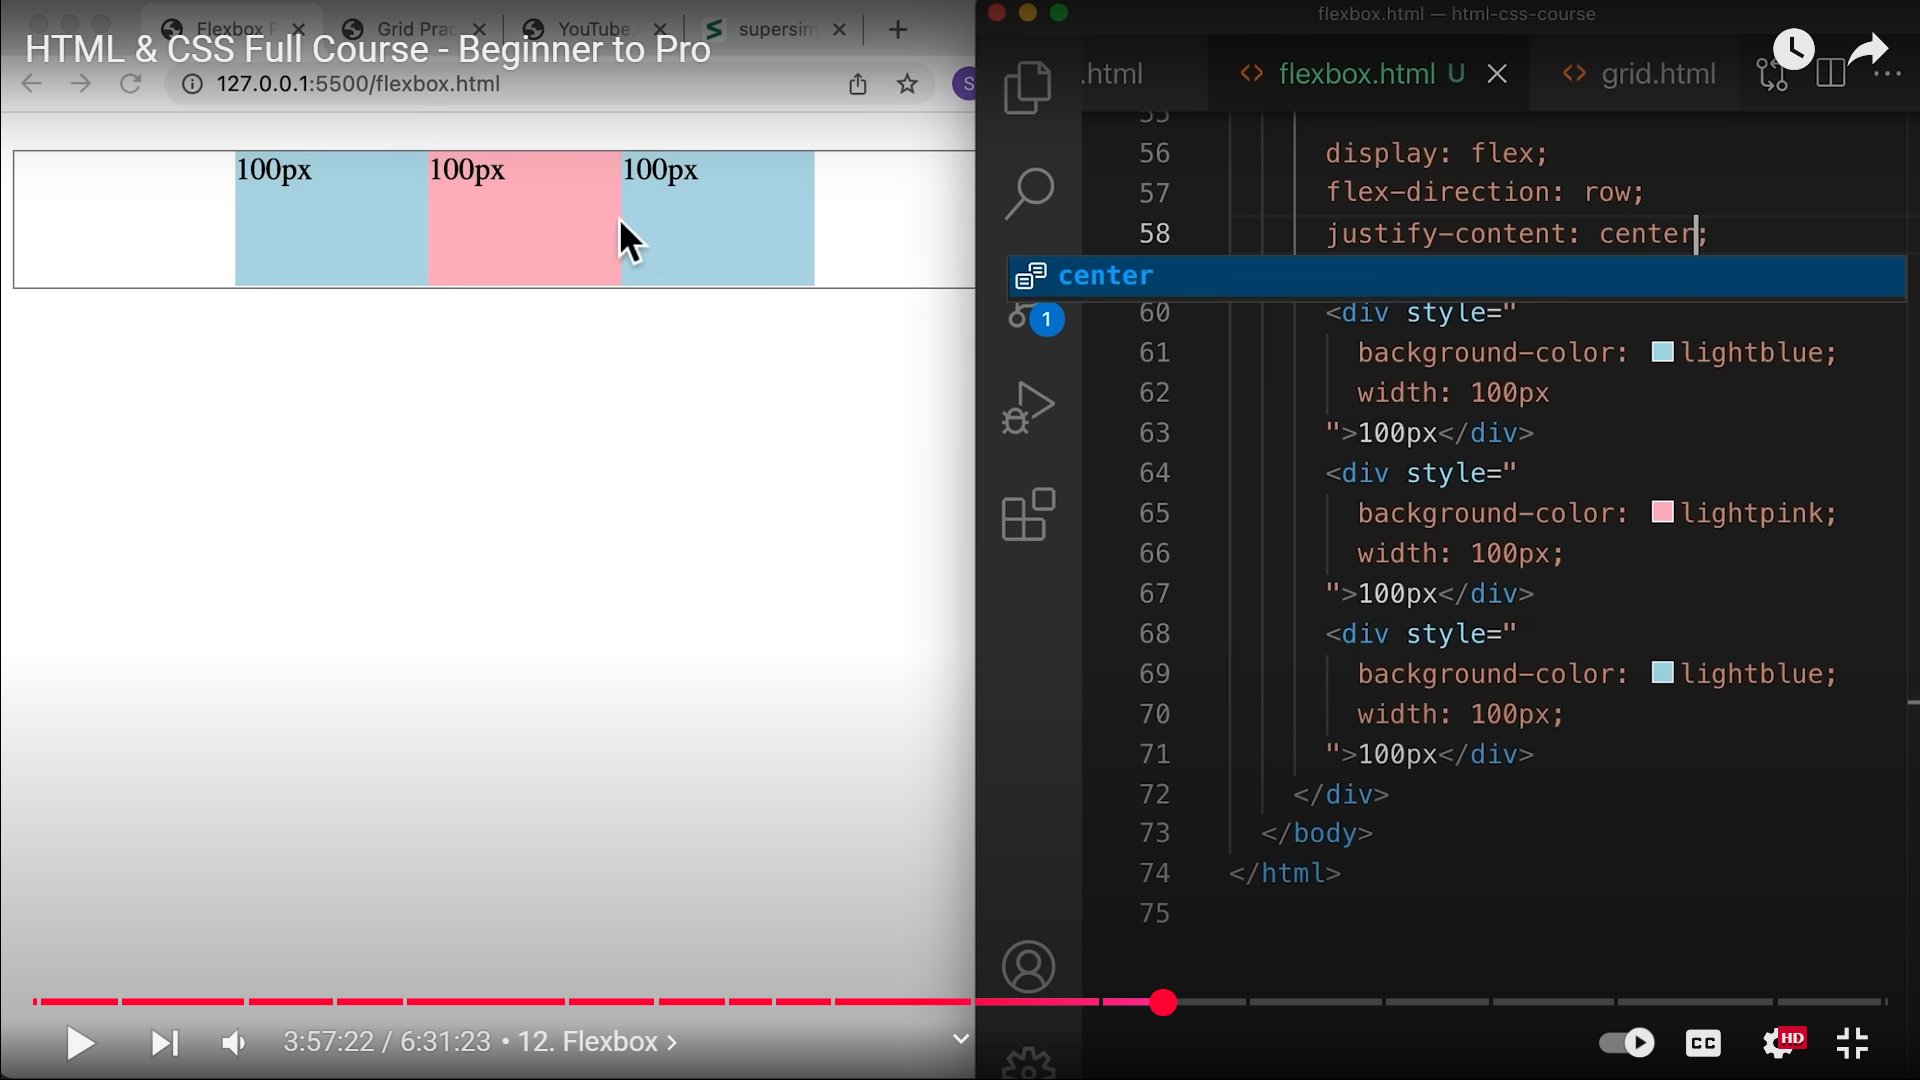 Flexbox P
Grid Prac
YouTube.
supersim
HTML & CSS Full Course - Beginner to Pro
127.0.0.1:5500/flexbox.html
S
100px
100px
100px
flexbox.html — html-css-course
.html
flexbox.html U
grid.html
55
56 display: flex;
57 flex-direction: row;
58 justify-content: center;
center
1
60 <div style="
61 background-color: lightblue;
62 width: 100px
63 ">100px</div>
64 <div style="
65 background-color: lightpink;
66 width: 100px;
67 ">100px</div>
68 <div style="
69 background-color: lightblue;
70 width: 100px;
71 ">100px</div>
72 </div>
73 </body>
74 </html>
75
3:57:22 / 6:31:23 • 12. Flexbox
CC
HD